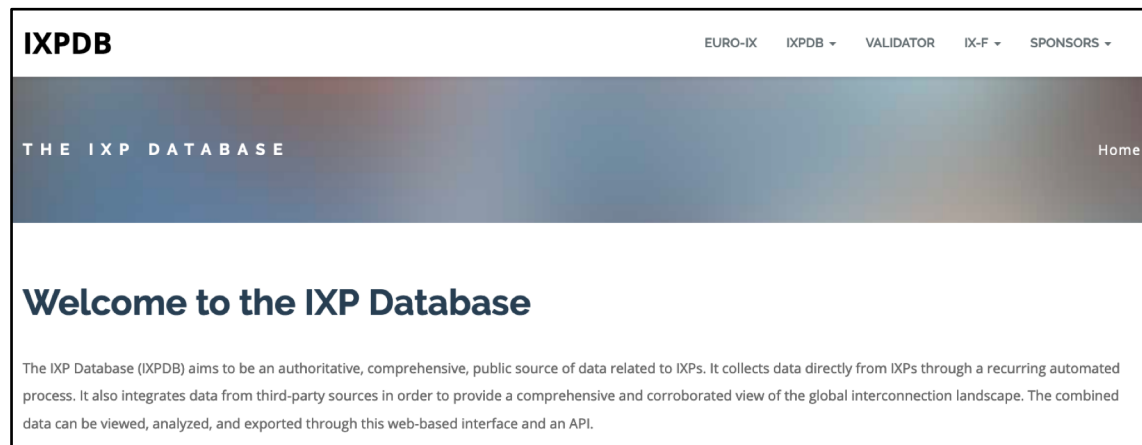 IXPDB
EURO-IX IXPDB VALIDATOR IX-F SPONSORS
THE IXP DATABASE
Home
Welcome to the IXP Database
The IXP Database (IXPDB) aims to be an authoritative, comprehensive, public source of data related to IXPs. It collects data directly from IXPs through a recurring automated
process. It also integrates data from third-party sources in order to provide a comprehensive and corroborated view of the global interconnection landscape. The combined
data can be viewed, analyzed, and exported through this web-based interface and an API.